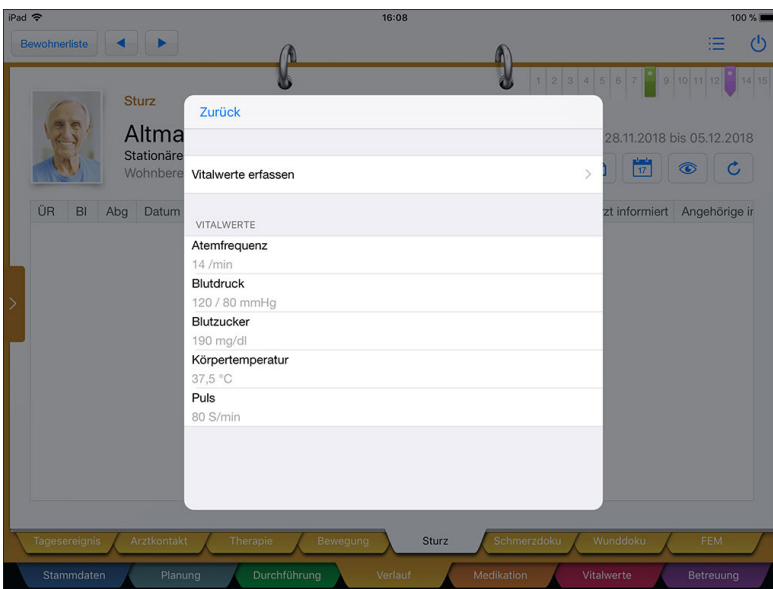 iPad 16:08 100 %
Bewohnerliste
1 2 3 4 5 6 7 9 10 11 12 14 15
Sturz
Altma
28.11.2018 bis 05.12.2018
Stationäre
Wohnbere
17
ÜR BI Abg Datum
zt informiert Angehörige in
Zurück
Vitalwerte erfassen
VITALWERTE
Atemfrequenz
14 /min
Blutdruck
120 / 80 mmHg
Blutzucker
190 mg/dl
Körpertemperatur
37,5 °C
Puls
80 S/min
Tagesereignis Arztkontakt Therapie Bewegung Sturz Schmerzdoku Wunddoku FEM
Stammdaten Planung Durchführung Verlauf Medikation Vitalwerte Betreuung